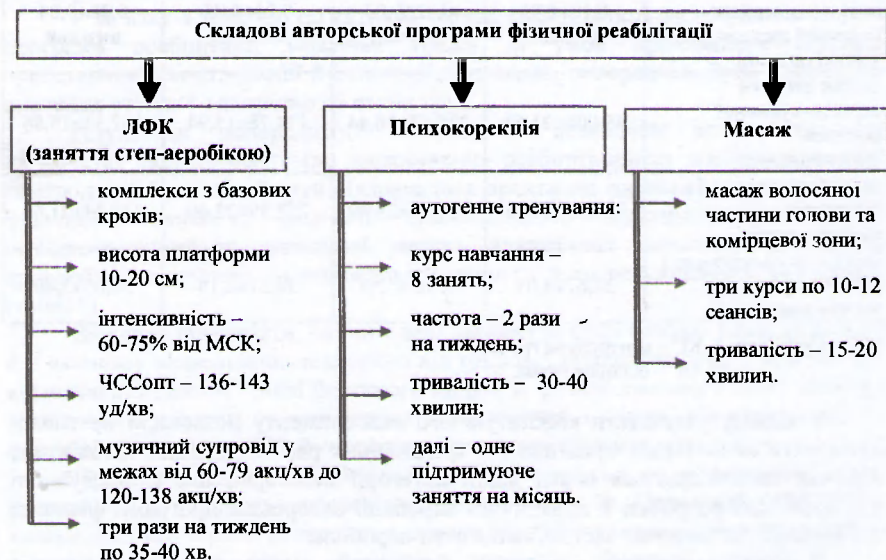 Складові авторської програми фізичної реабілітації
ЛФК
(заняття степ-аеробікою)
комплекси з базових
кроків;
висота платформи
10-20 см;
інтенсивність –
60-75% від МСК;
ЧССопт – 136-143
уд/хв;
музичний супровід у
межах від 60-79 акц/хв до
120-138 акц/хв;
три рази на тиждень
по 35-40 хв.
Психокорекція
аутогенне тренування:
курс навчання –
8 занять;
частота – 2 рази
на тиждень;
тривалість – 30-40
хвилин;
далі – одне
підтримуюче
заняття на місяць.
Масаж
масаж волосяної
частини голови та
комірцевої зони;
три курси по 10-12
сеансів;
тривалість – 15-20
хвилин.